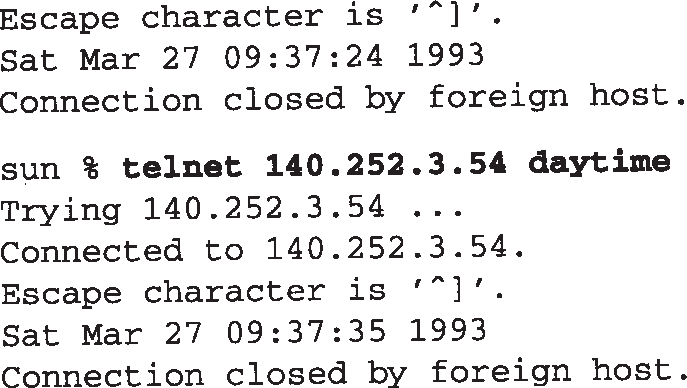 Escape character is '^]'.
Sat Mar 27 09:37:24 1993
Connection closed by foreign host.
sun % telnet 140.252.3.54 daytime
Trying 140.252.3.54 ...
Connected to 140.252.3.54.
Escape character is '^]'.
Sat Mar 27 09:37:35 1993
Connection closed by foreign host.